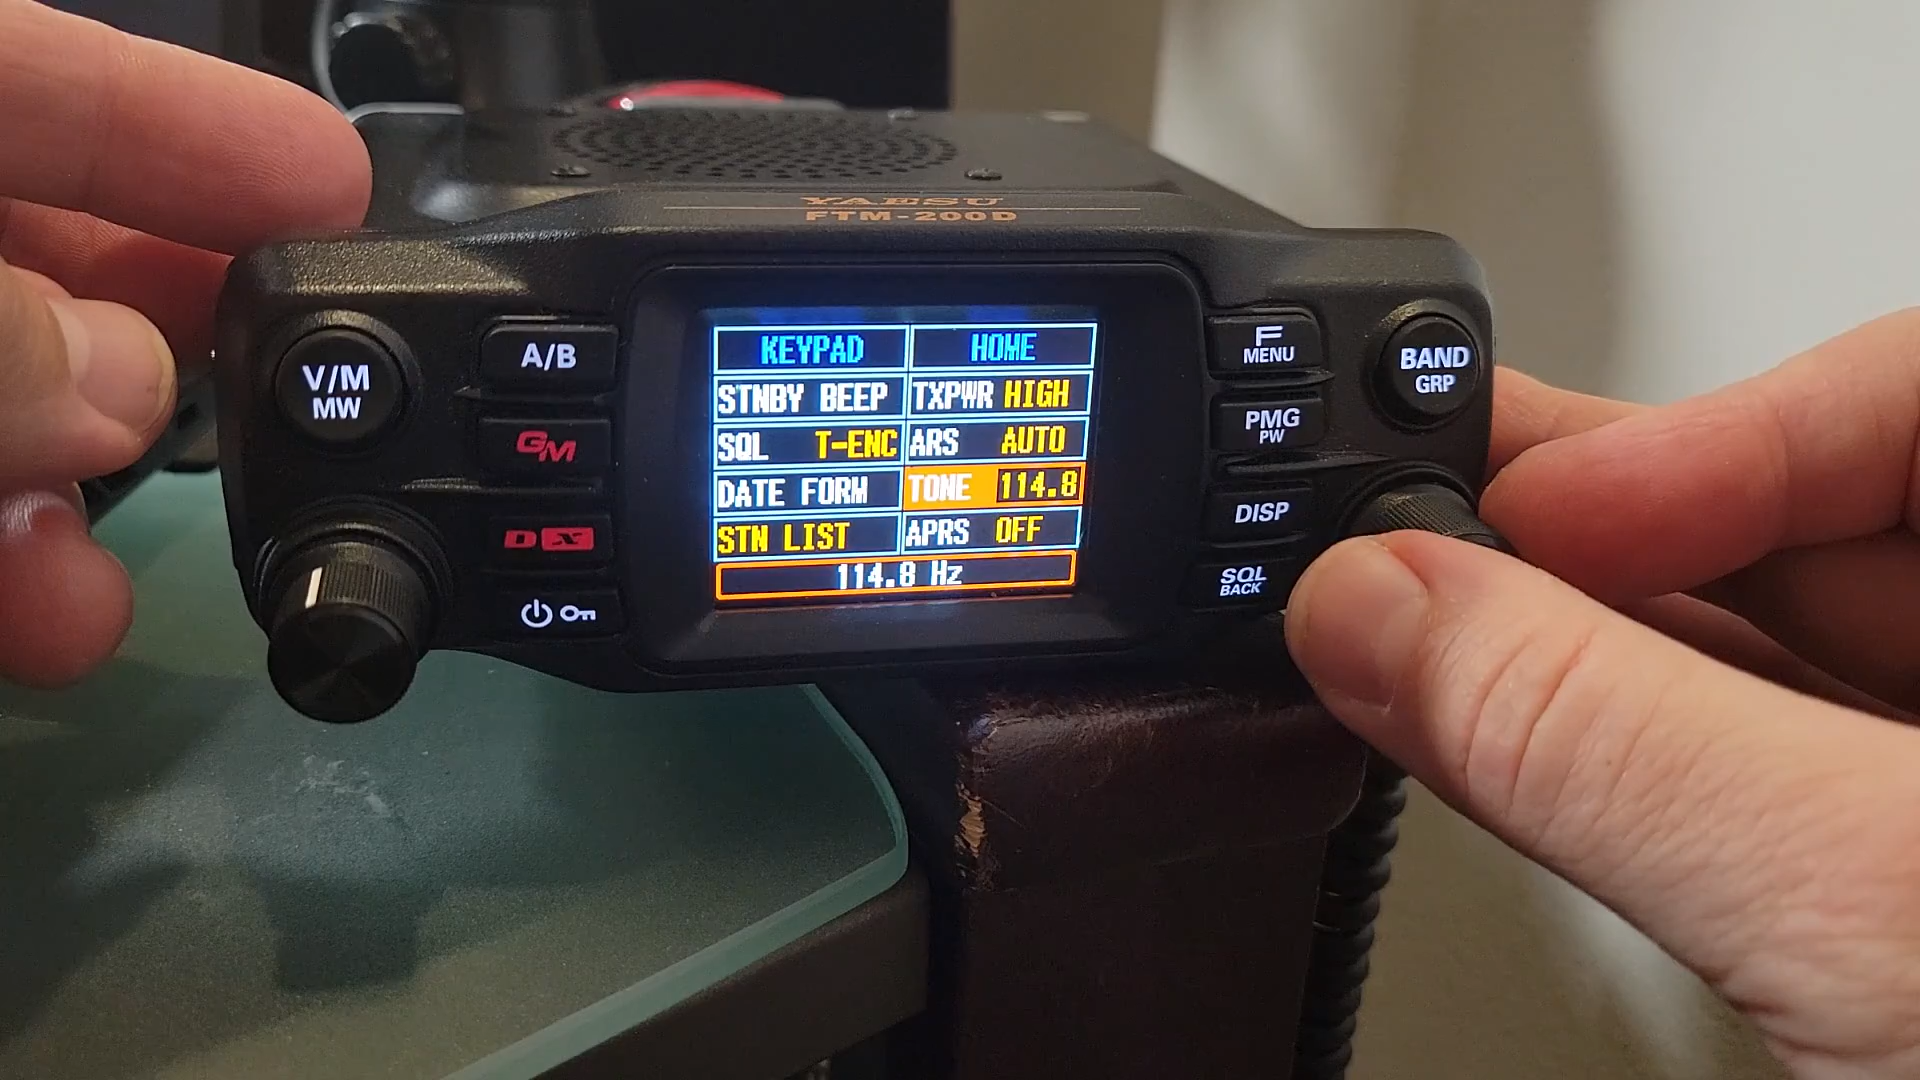 YAESU
FTM-200D
V/M
MW
A/B
GM
DX
KEYPAD HOME
STNBY BEEP TXPWR HIGH
SQL T-ENC ARS AUTO
DATE FORM TONE 114.8
STN LIST APRS OFF
114.8 Hz
F
MENU
PMG
PW
DISP
SQL
BACK
BAND
GRP